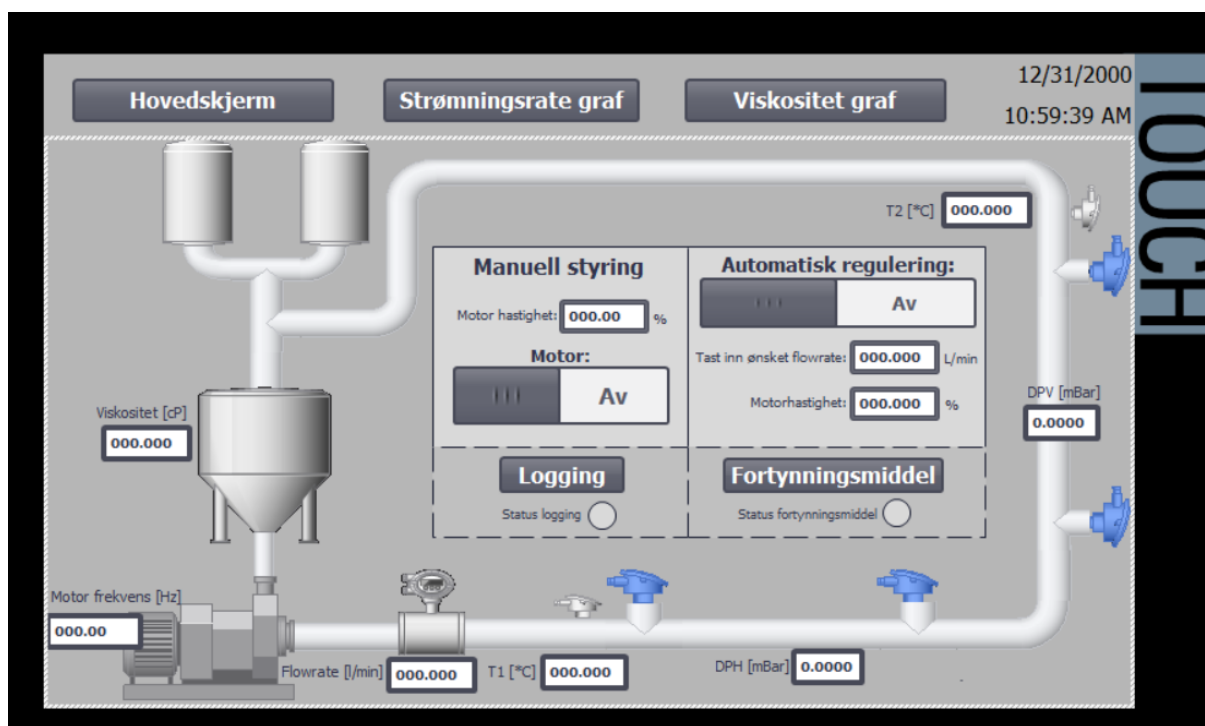 Hovedskjerm
Strømningsrate graf
Viskositet graf
12/31/2000
10:59:39 AM
TOUCH
T2 [°C] 000.000
Manuell styring
Motor hastighet: 000.00 %
Motor:
Av
Automatisk regulering:
Av
Tast inn ønsket flowrate: 000.000 L/min
Motorhastighet: 000.000 %
DPV [mBar]
0.0000
Viskositet [cP]
000.000
Logging
Status logging
Fortynningsmiddel
Status fortynningsmiddel
Motor frekvens [Hz]
000.00
Flowrate [l/min] 000.000
T1 [°C] 000.000
DPH [mBar] 0.0000